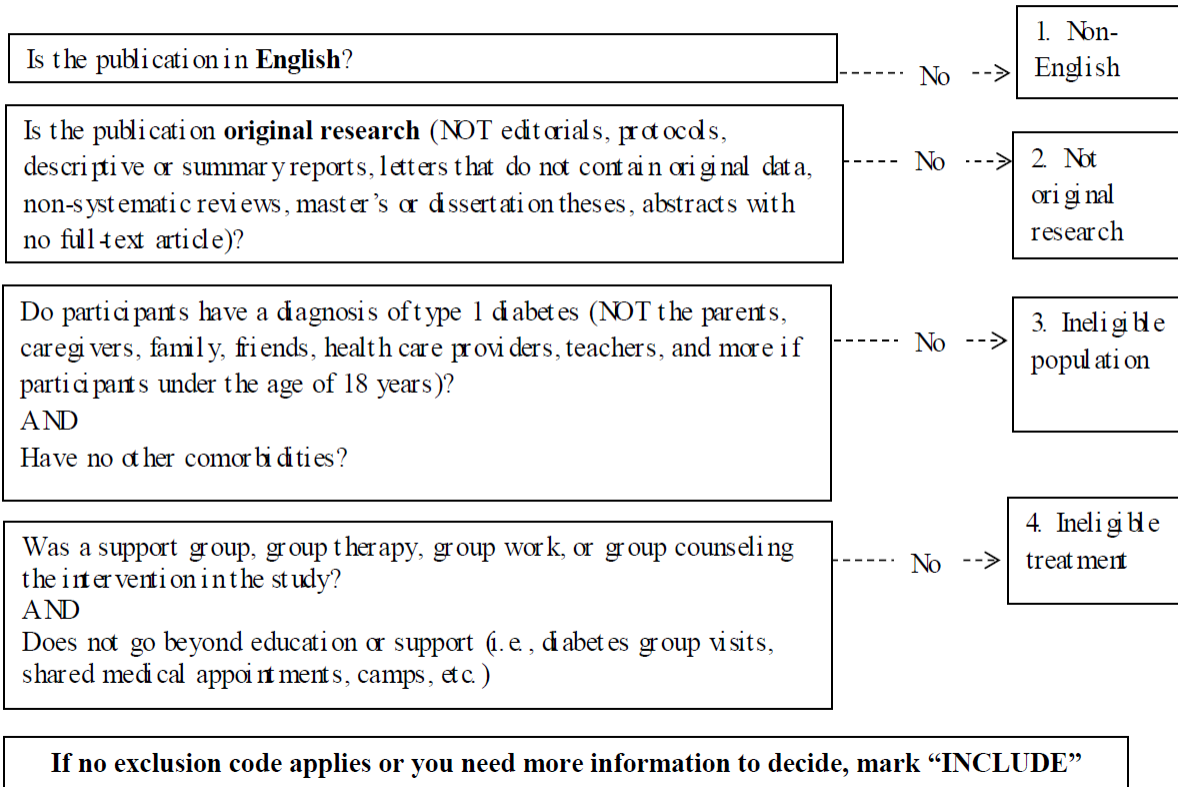 Is the publication in English?
No
1. Non-
English
Is the publication original research (NOT editorials, protocols,
descriptive or summary reports, letters that do not contain original data,
non-systematic reviews, master's or dissertation theses, abstracts with
no full-text article)?
No
2. Not
original
research
Do participants have a diagnosis of type 1 diabetes (NOT the parents,
caregivers, family, friends, health care providers, teachers, and more if
participants under the age of 18 years)?
AND
Have no other comorbidities?
No
3. Ineligible
population
Was a support group, group therapy, group work, or group counseling
the intervention in the study?
AND
Does not go beyond education or support (i.e., diabetes group visits,
shared medical appointments, camps, etc.)
No
4. Ineligible
treatment
If no exclusion code applies or you need more information to decide, mark “INCLUDE”